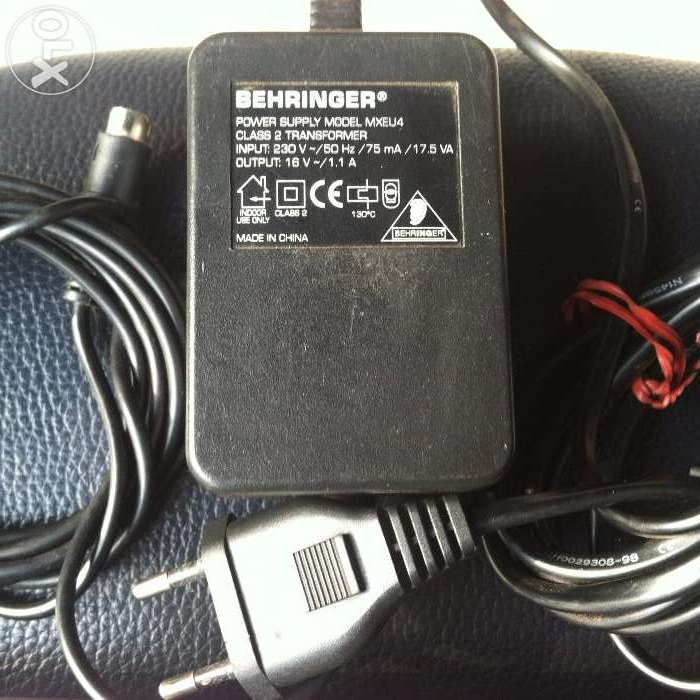 OLX
BEHRINGER®
POWER SUPPLY MODEL MXEU4
CLASS 2 TRANSFORMER
INPUT: 230 V ~/50 Hz /75 mA /17.5 VA
OUTPUT: 16 V ~/1.1 A
INDOOR
USE ONLY
CLASS 2
CE
130°C
BEHRINGER
MADE IN CHINA